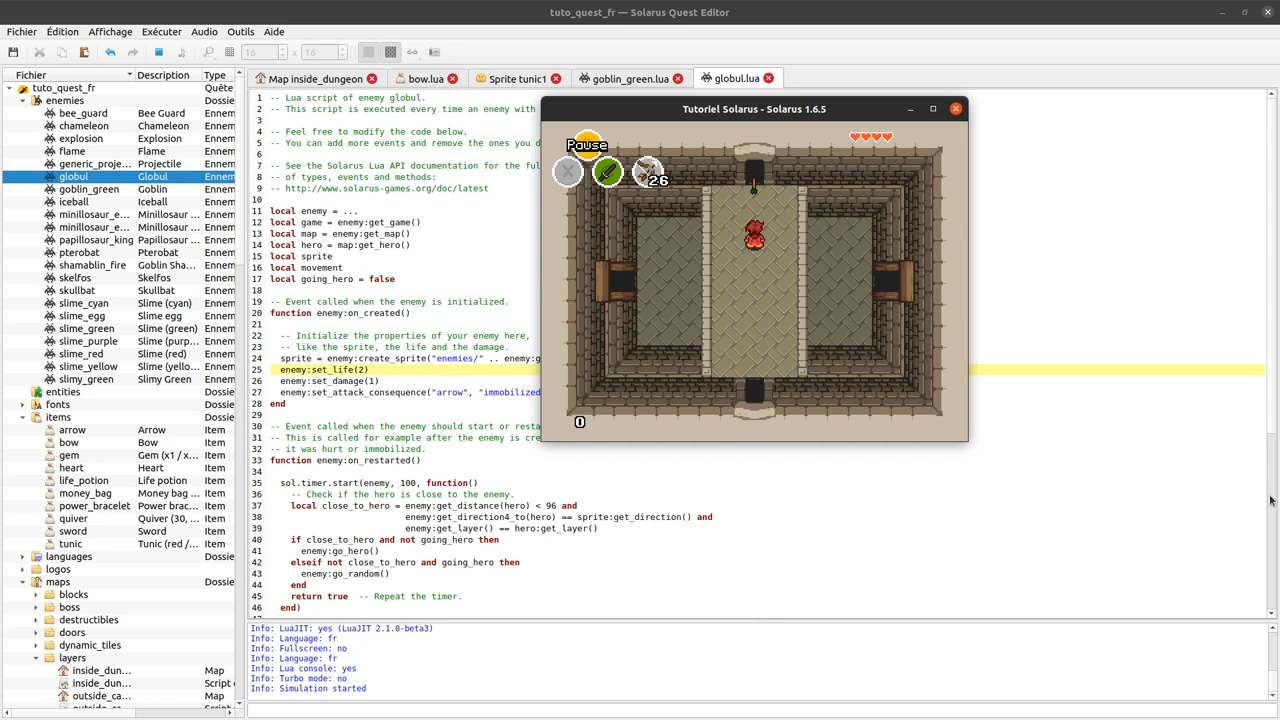 tuto_quest_fr — Solarus Quest Editor
Fichier Édition Affichage Exécuter Audio Outils Aide
16 x 16
Fichier Description Type
tuto_quest_fr Quête
enemies Dossie
bee_guard Bee Guard Ennem
chameleon Chameleon Ennem
explosion Explosion Ennem
flame Flame Ennem
generic_proje... Projectile Ennem
globul Globul Ennem
goblin_green Goblin Ennem
iceball Iceball Ennem
minillosaur_e... Minillosaur ... Ennem
minillosaur_e... Minillosaur ... Ennem
papillosaur_king Papillosaur ... Ennem
pterobat Pterobat Ennem
shamablin_fire Goblin Sha... Ennem
skelfos Skelfos Ennem
skullbat Skullbat Ennem
slime_cyan Slime (cyan) Ennem
slime_egg Slime (egg) Ennem
slime_green Slime (green) Ennem
slime_purple Slime (purp... Ennem
slime_red Slime (red) Ennem
slime_yellow Slime (yello... Ennem
slimy_green Slimy Green Ennem
entities Dossie
fonts Dossie
items Dossie
arrow Arrow Item
bow Bow Item
gem Gem (x1 / x... Item
heart Heart Item
life_potion Life potion Item
money_bag Money bag ... Item
power_bracelet Power brac... Item
quiver Quiver (30, ... Item
sword Sword Item
tunic Tunic (red /... Item
languages Dossie
logos Dossie
maps Dossie
blocks Dossie
boss Dossie
destructibles Dossie
doors Dossie
dynamic_tiles Dossie
layers Dossie
inside_dun... Map
inside_dun... Script
outside_ca... Map
Map inside_dungeon bow.lua Sprite tunic1 goblin_green.lua globul.lua
1 -- Lua script of enemy globul.
2 -- This script is executed every time an enemy with
3
4 -- Feel free to modify the code below.
5 -- You can add more events and remove the ones you d
6
7 -- See the Solarus Lua API documentation for the ful
8 -- of types, events and methods:
9 -- http://www.solarus-games.org/doc/latest
10
11 local enemy = ...
12 local game = enemy:get_game()
13 local map = enemy:get_map()
14 local hero = map:get_hero()
15 local sprite
16 local movement
17 local going_hero = false
18
19 -- Event called when the enemy is initialized.
20 function enemy:on_created()
21
22 -- Initialize the properties of your enemy here,
23 -- like the sprite, the life and the damage.
24 sprite = enemy:create_sprite("enemies/" .. enemy:g
25 enemy:set_life(2)
26 enemy:set_damage(1)
27 enemy:set_attack_consequence("arrow", "immobilized
28 end
29
30 -- Event called when the enemy should start or resta
31 -- This is called for example after the enemy is cre
32 -- it was hurt or immobilized.
33 function enemy:on_restarted()
34
35 sol.timer.start(enemy, 100, function()
36 -- Check if the hero is close to the enemy.
37 local close_to_hero = enemy:get_distance(hero) < 96 and
38 enemy:get_direction4_to(hero) == sprite:get_direction() and
39 enemy:get_layer() == hero:get_layer()
40 if close_to_hero and not going_hero then
41 enemy:go_hero()
42 elseif not close_to_hero and going_hero then
43 enemy:go_random()
44 end
45 return true -- Repeat the timer.
46 end)
Tutoriel Solarus - Solarus 1.6.5
Pause
26
0
Info: LuaJIT: yes (LuaJIT 2.1.0-beta3)
Info: Language: fr
Info: Fullscreen: no
Info: Language: fr
Info: Lua console: yes
Info: Turbo mode: no
Info: Simulation started